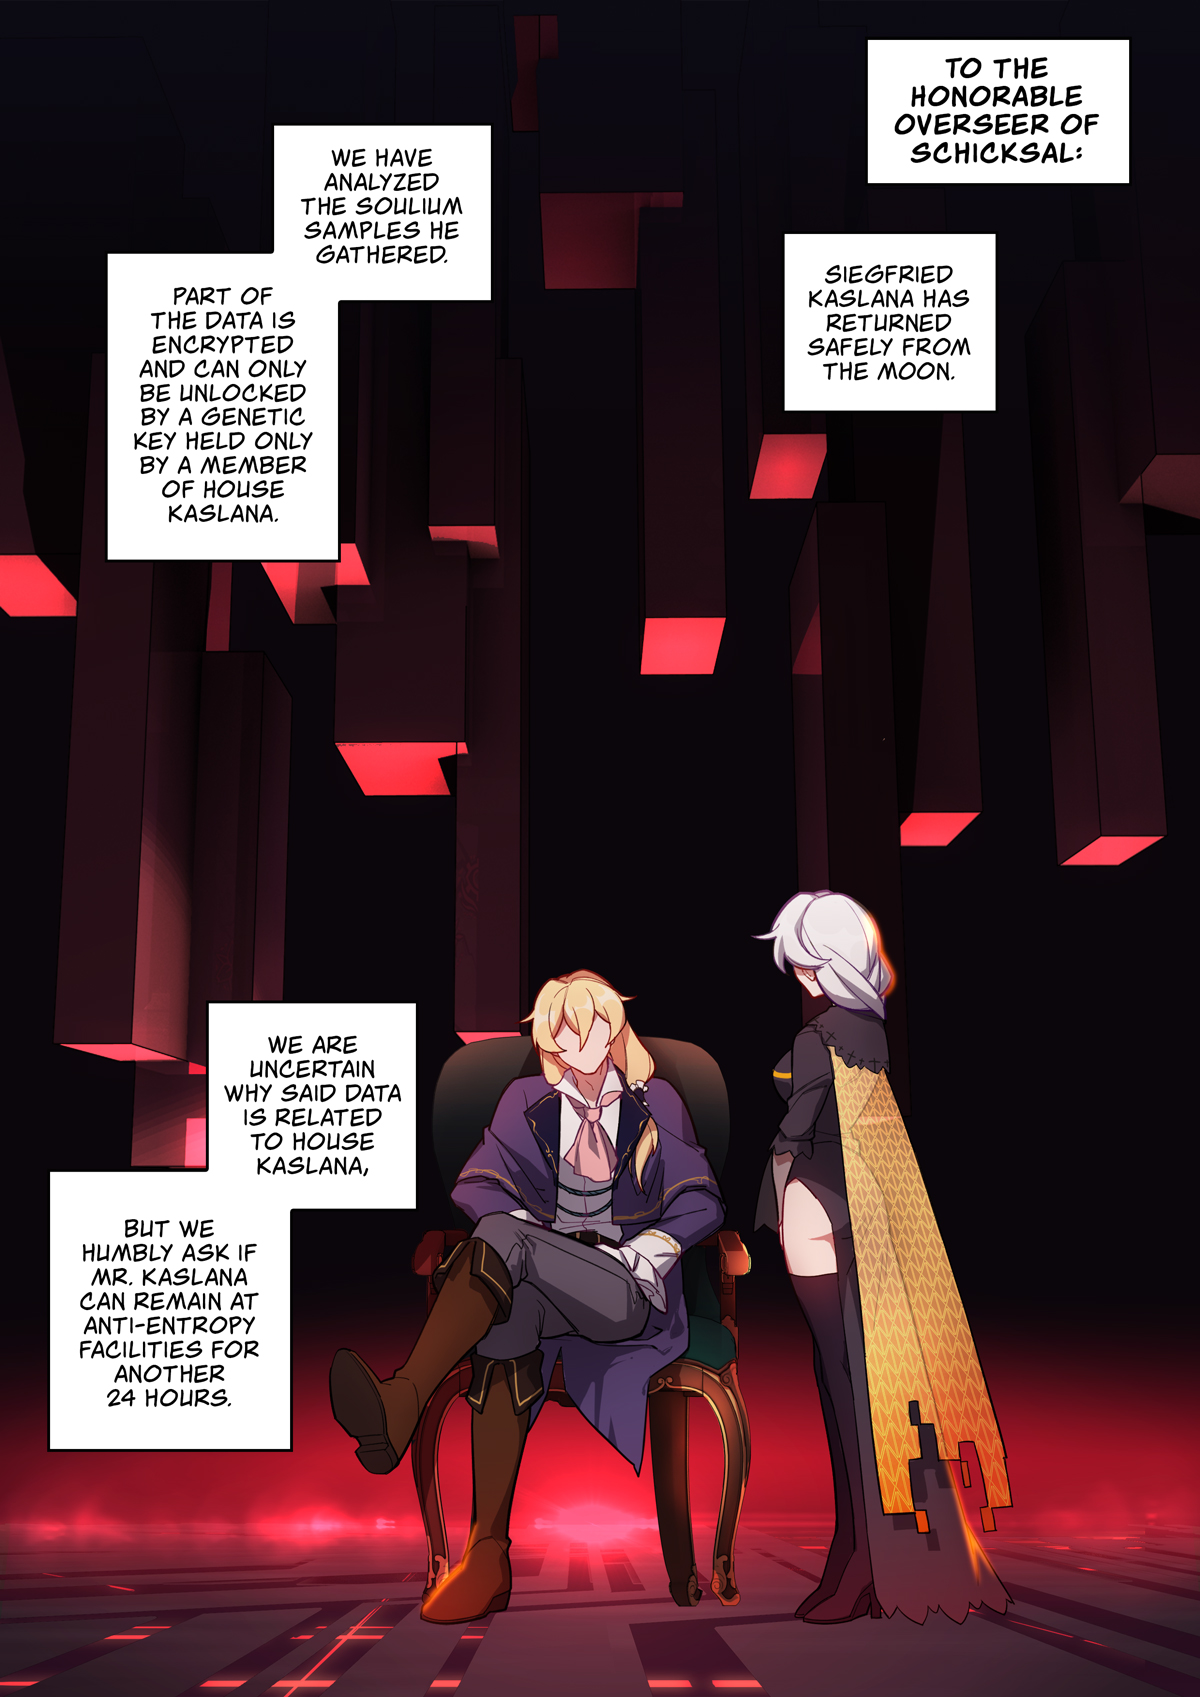 TO THE
HONORABLE
OVERSEER OF
SCHICKSAL:
SIEGFRIED
KASLANA HAS
RETURNED
SAFELY FROM
THE MOON.
WE HAVE
ANALYZED
THE SOULIUM
SAMPLES HE
GATHERED.
PART OF
THE DATA IS
ENCRYPTED
AND CAN ONLY
BE UNLOCKED
BY A GENETIC
KEY HELD ONLY
BY A MEMBER
OF HOUSE
KASLANA.
WE ARE
UNCERTAIN
WHY SAID DATA
IS RELATED
TO HOUSE
KASLANA,
BUT WE
HUMBLY ASK IF
MR. KASLANA
CAN REMAIN AT
ANTI-ENTROPY
FACILITIES FOR
ANOTHER
24 HOURS.